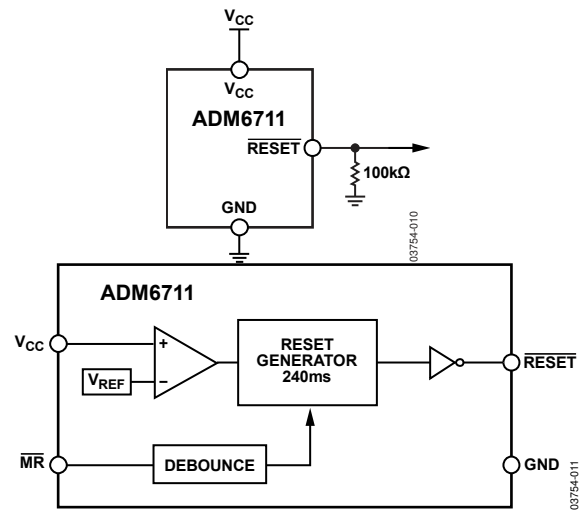 VCC
VCC
ADM6711
RESET
100kΩ
GND
03754-010
ADM6711
VCC
VREF
+
−
RESET
GENERATOR
240ms
RESET
MR
DEBOUNCE
GND
03754-011